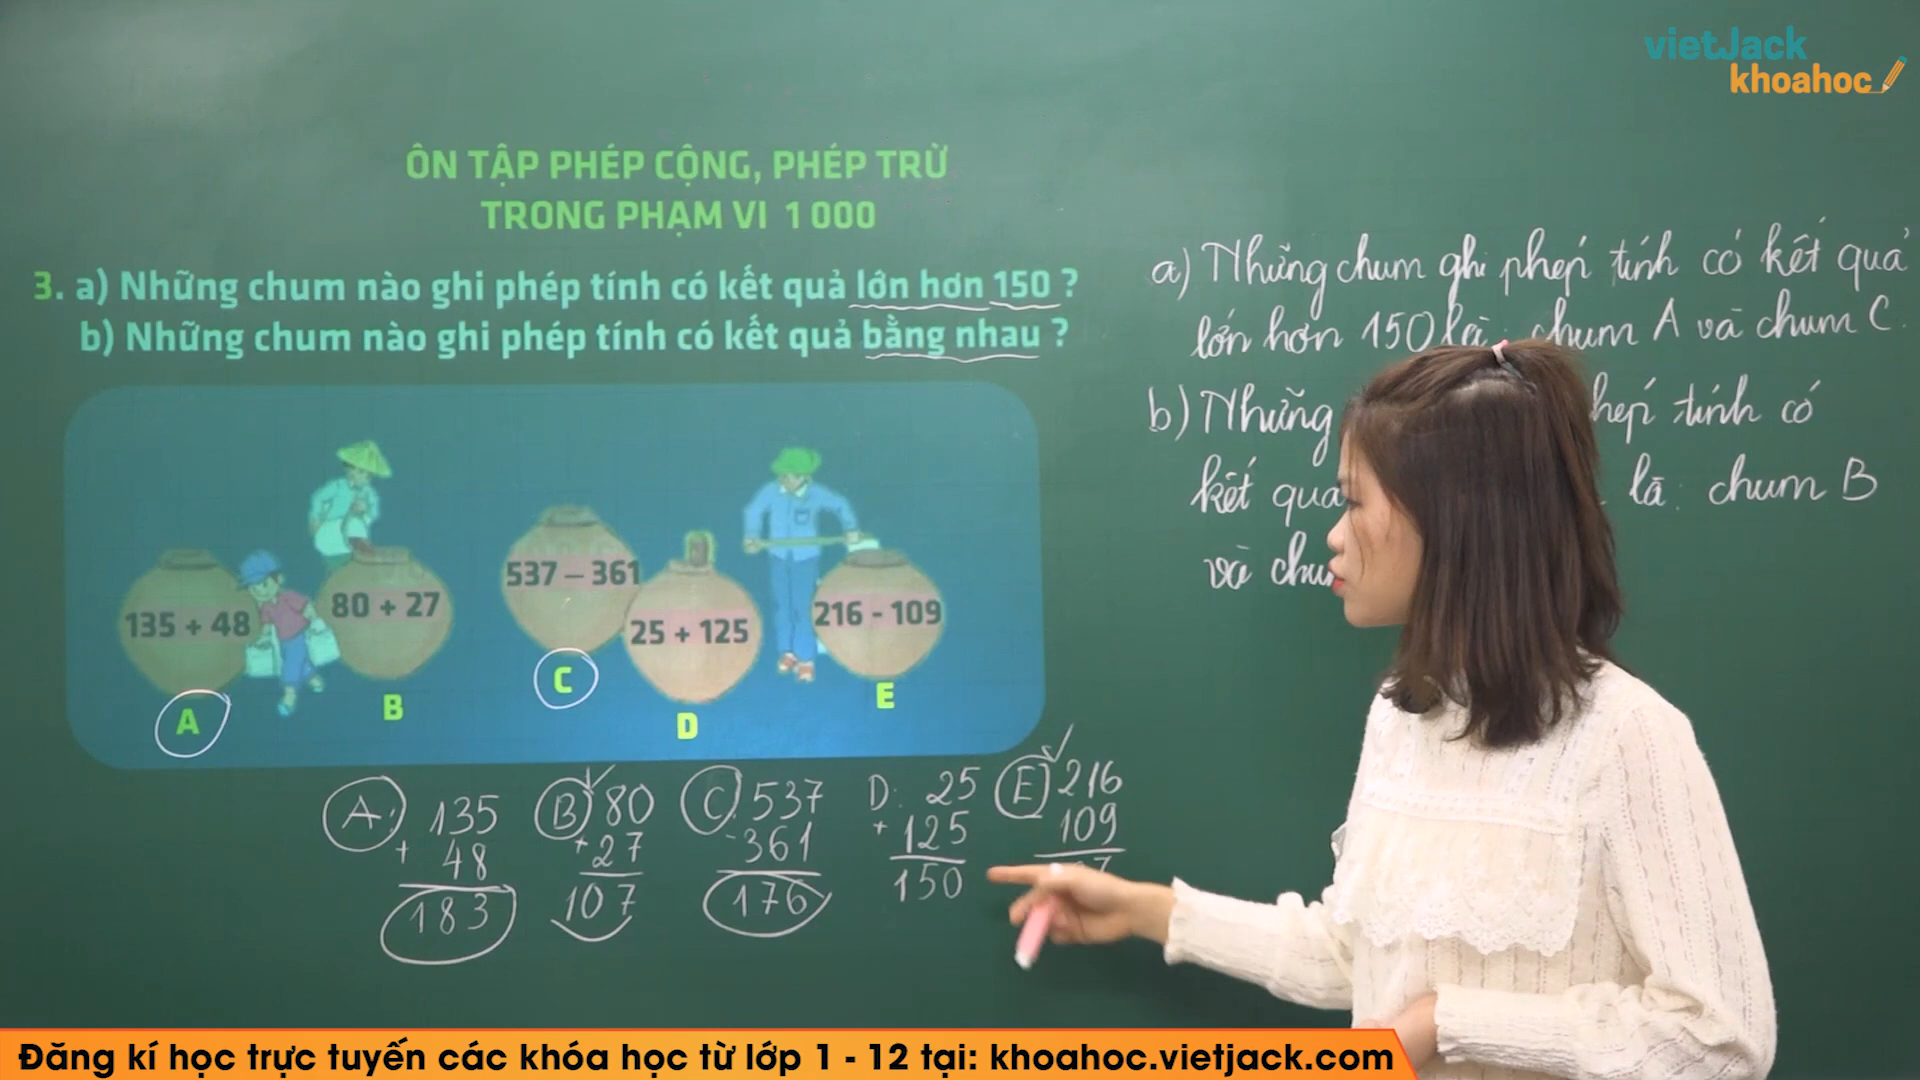 vietJack
khoahoc
ÔN TẬP PHÉP CỘNG, PHÉP TRỪ
TRONG PHẠM VI 1 000
3. a) Những chum nào ghi phép tính có kết quả lớn hơn 150 ?
b) Những chum nào ghi phép tính có kết quả bằng nhau ?
135 + 48
80 + 27
537 – 361
25 + 125
216 - 109
A
B
C
D
E
A: 135
+ 48
183
B) 80
+ 27
107
C. 537
- 361
176
D: 25
+ 125
150
E) 216
109
7
a) Những chum ghi phép tính có kết quả
lớn hơn 150 là: chum A và chum C.
b) Những hép tính có
kết quả là: chum B
và chum
Đăng kí học trực tuyến các khóa học từ lớp 1 - 12 tại: khoahoc.vietjack.com